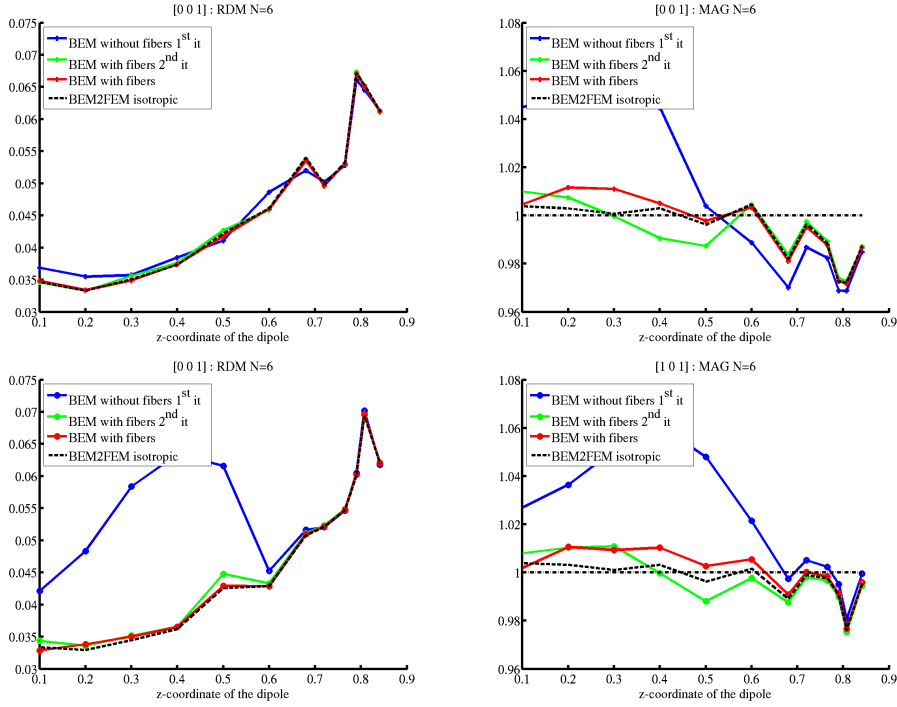 [0 0 1] : RDM N=6
0.075
0.07
0.065
0.06
0.055
0.05
0.045
0.04
0.035
0.03
BEM without fibers 1st it
BEM with fibers 2nd it
BEM with fibers
BEM2FEM isotropic
0.1 0.2 0.3 0.4 0.5 0.6 0.7 0.8 0.9
z-coordinate of the dipole
[0 0 1] : MAG N=6
1.08
1.06
1.04
1.02
1
0.98
0.96
BEM without fibers 1st it
BEM with fibers 2nd it
BEM with fibers
BEM2FEM isotropic
0.1 0.2 0.3 0.4 0.5 0.6 0.7 0.8 0.9
z-coordinate of the dipole
[0 0 1] : RDM N=6
0.075
0.07
0.065
0.06
0.055
0.05
0.045
0.04
0.035
0.03
BEM without fibers 1st it
BEM with fibers 2nd it
BEM with fibers
BEM2FEM isotropic
0.1 0.2 0.3 0.4 0.5 0.6 0.7 0.8 0.9
z-coordinate of the dipole
[1 0 1] : MAG N=6
1.08
1.06
1.04
1.02
1
0.98
0.96
BEM without fibers 1st it
BEM with fibers 2nd it
BEM with fibers
BEM2FEM isotropic
0.1 0.2 0.3 0.4 0.5 0.6 0.7 0.8 0.9
z-coordinate of the dipole